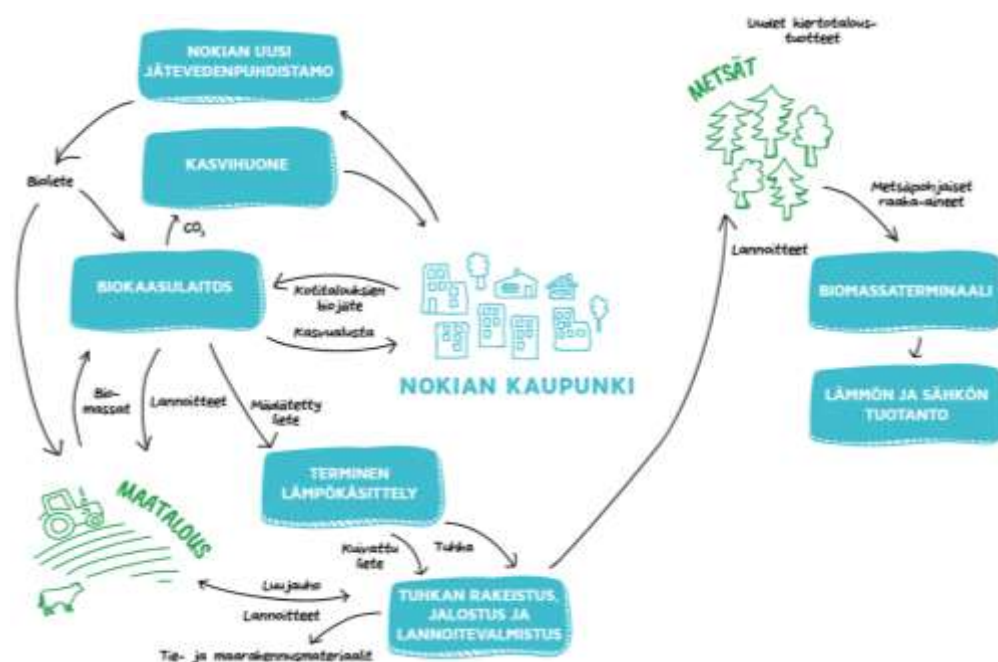 Uudet kiertotalous-
tuotteet
NOKIAN UUSI
JÄTEVEDENPUHDISTAMO
METSÄT
KASVIHUONE
Bioliete
Metsäpohjaiset
raaka-aineet
CO₂
Lannoitteet
BIOKAASULAITOS
Kotitalouksien
biojäte
BIOMASSATERMINAALI
Kasvualusta
NOKIAN KAUPUNKI
Bio-
massat
Lannoitteet
Mädätetty
liete
LÄMMÖN JA SÄHKÖN
TUOTANTO
TERMINEN
LÄMPÖKÄSITTELY
MAATALOUS
Kuivattu
liete
Tuhka
Luujauho
Lannoitteet
TUHKAN RAKEISTUS,
JALOSTUS JA
LANNOITEVALMISTUS
Tie- ja maarakennusmateriaalit